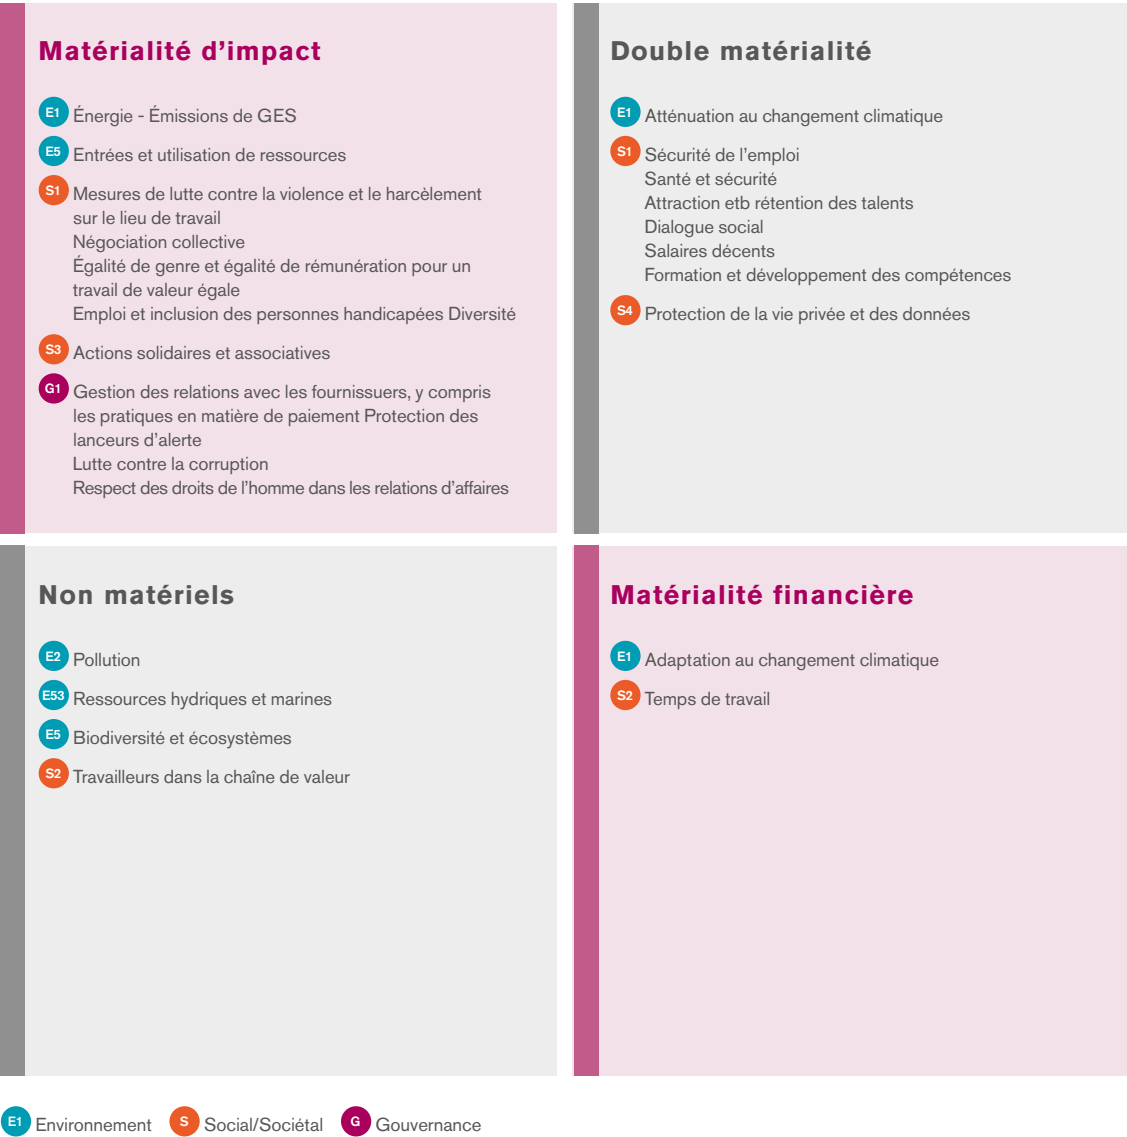 Matérialité d'impact
E1 Énergie - Émissions de GES
E5 Entrées et utilisation de ressources
S1 Mesures de lutte contre la violence et le harcèlement
sur le lieu de travail
Négociation collective
Égalité de genre et égalité de rémunération pour un
travail de valeur égale
Emploi et inclusion des personnes handicapées Diversité
S3 Actions solidaires et associatives
G1 Gestion des relations avec les fournissuers, y compris
les pratiques en matière de paiement Protection des
lanceurs d'alerte
Lutte contre la corruption
Respect des droits de l'homme dans les relations d'affaires
Double matérialité
E1 Atténuation au changement climatique
S1 Sécurité de l'emploi
Santé et sécurité
Attraction etb rétention des talents
Dialogue social
Salaires décents
Formation et développement des compétences
S4 Protection de la vie privée et des données
Non matériels
E2 Pollution
E53 Ressources hydriques et marines
E5 Biodiversité et écosystèmes
S2 Travailleurs dans la chaîne de valeur
Matérialité financière
E1 Adaptation au changement climatique
S2 Temps de travail
E1 Environnement S Social/Sociétal G Gouvernance